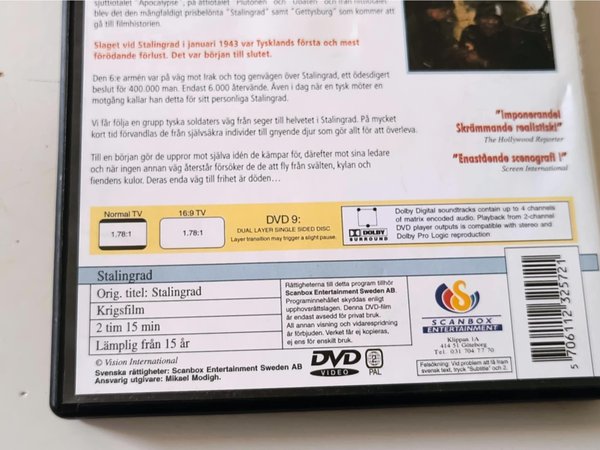 sjuttiotalet "Apocalypse", på åttiotalet "Plutonen" och "Ubåten" och från nittiotalet
blev det den mångfaldigt prisbelönta "Stalingrad" samt "Gettysburg" som kommer att
gå till filmhistorien.
Slaget vid Stalingrad i januari 1943 var Tysklands första och mest
förödande förlust. Det var början till slutet.
Den 6:e armén var på väg mot Irak och tog genvägen över Stalingrad, ett ödesdigert
beslut för 400.000 man. Endast 6.000 återvände. Även i dag när en tysk möter en
motgång kallar han detta för sitt personliga Stalingrad.
Vi får följa en grupp tyska soldaters väg från seger till helvetet i Stalingrad. På mycket
kort tid förvandlas de från självsäkra individer till gnyende djur som gör allt för att överleva.
Till en början gör de uppror mot själva idén de kämpar för, därefter mot sina ledare
och när ingen annan väg återstår försöker de de att fly från svälten, kylan och
fiendens kulor. Deras enda väg till frihet är döden...
"Imponerande!
Skrämmande realistisk!"
The Hollywood Reporter
"Enastående scenografi!"
Screen International
Normal TV
1.78:1
16:9 TV
1.78:1
DVD 9:
DUAL LAYER SINGLE SIDED DISC
Layer transition may trigger a slight pause.
DOLBY
SURROUND
Dolby Digital soundtracks contain up to 4 channels
of matrix encoded audio. Playback from 2-channel
DVD player outputs is compatible with stereo and
Dolby Pro Logic reproduction.
Stalingrad
Orig. titel: Stalingrad
Krigsfilm
2 tim 15 min
Lämplig från 15 år
Rättigheterna till detta program tillhör
Scanbox Entertainment Sweden AB.
Programinnehållet skyddas enligt
upphovsrättslagen. Denna DVD-film
är endast avsedd för privat bruk.
All annan visning och vidarespridning
är förbjuden. Verket får ej kopieras,
ej ens för enskilt bruk.
SCANBOX
ENTERTAINMENT
Klippan 1A
414 51 Göteborg
Tel. 031 704 77 70
© Vision International
Svenska rättigheter: Scanbox Entertainment Sweden AB
Ansvarig utgivare: Mikael Modigh.
DVD
VIDEO
2
PAL
Felsökning: Vid problem att få fram
svensk text, tryck "Subtitle" och 2.
5 706112 325721